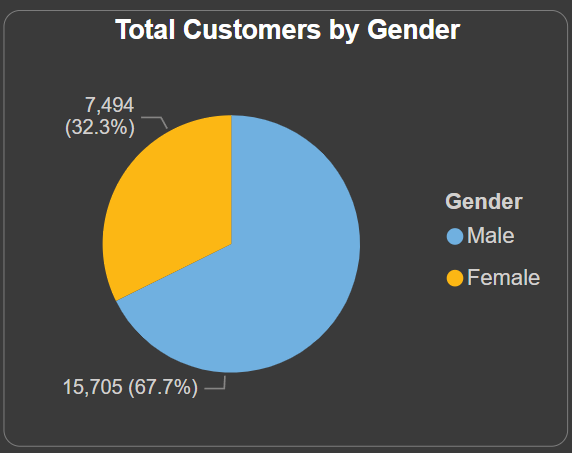 Total Customers by Gender
7,494
(32.3%)
Gender
Male
Female
15,705 (67.7%)